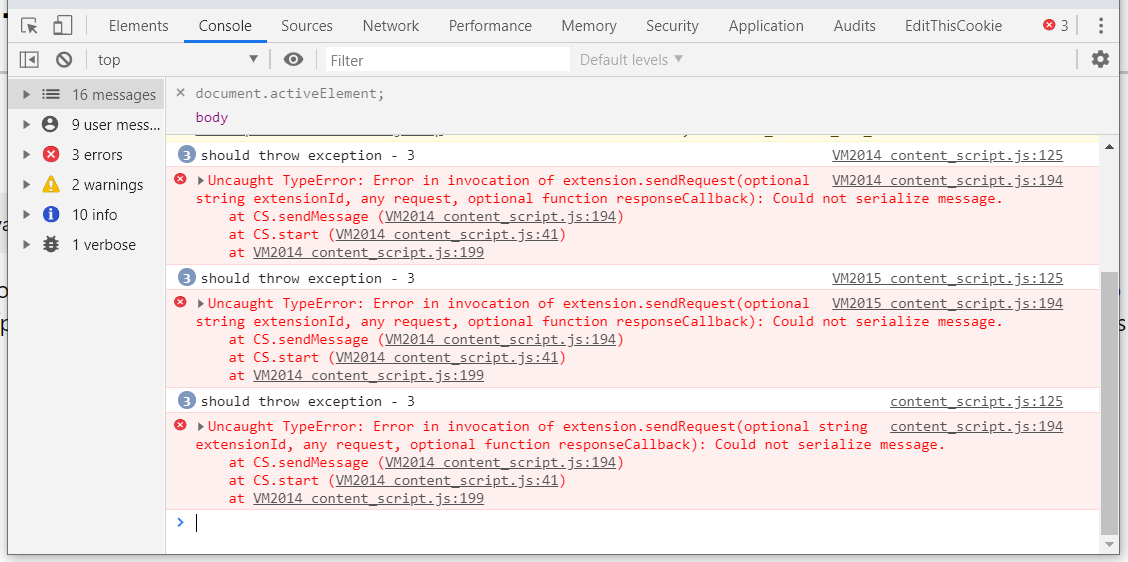 Elements Console Sources Network Performance Memory Security Application Audits EditThisCookie 3
top Filter Default levels
16 messages
9 user mess...
3 errors
2 warnings
10 info
1 verbose
document.activeElement;
body
3 should throw exception - 3 VM2014 content_script.js:125
Uncaught TypeError: Error in invocation of extension.sendRequest(optional VM2014 content_script.js:194
string extensionId, any request, optional function responseCallback): Could not serialize message.
at CS.sendMessage (VM2014 content_script.js:194)
at CS.start (VM2014 content_script.js:41)
at VM2014 content_script.js:199
3 should throw exception - 3 VM2015 content_script.js:125
Uncaught TypeError: Error in invocation of extension.sendRequest(optional VM2015 content_script.js:194
string extensionId, any request, optional function responseCallback): Could not serialize message.
at CS.sendMessage (VM2014 content_script.js:194)
at CS.start (VM2014 content_script.js:41)
at VM2014 content_script.js:199
3 should throw exception - 3 content_script.js:125
Uncaught TypeError: Error in invocation of extension.sendRequest(optional string content_script.js:194
extensionId, any request, optional function responseCallback): Could not serialize message.
at CS.sendMessage (VM2014 content_script.js:194)
at CS.start (VM2014 content_script.js:41)
at VM2014 content_script.js:199